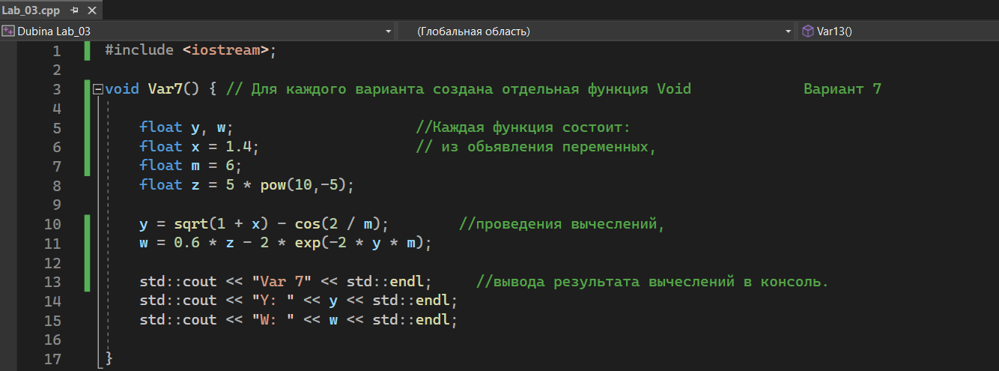 Lab_03.cpp
Dubina Lab_03 (Глобальная область) Var13()
1 #include <iostream>;
2
3 void Var7() { // Для каждого варианта создана отдельная функция Void Вариант 7
4
5 float y, w; //Каждая функция состоит:
6 float x = 1.4; // из обьявления переменных,
7 float m = 6;
8 float z = 5 * pow(10,-5);
9
10 y = sqrt(1 + x) - cos(2 / m); //проведения вычеслений,
11 w = 0.6 * z - 2 * exp(-2 * y * m);
12
13 std::cout << "Var 7" << std::endl; //вывода результата вычеслений в консоль.
14 std::cout << "Y: " << y << std::endl;
15 std::cout << "W: " << w << std::endl;
16
17 }